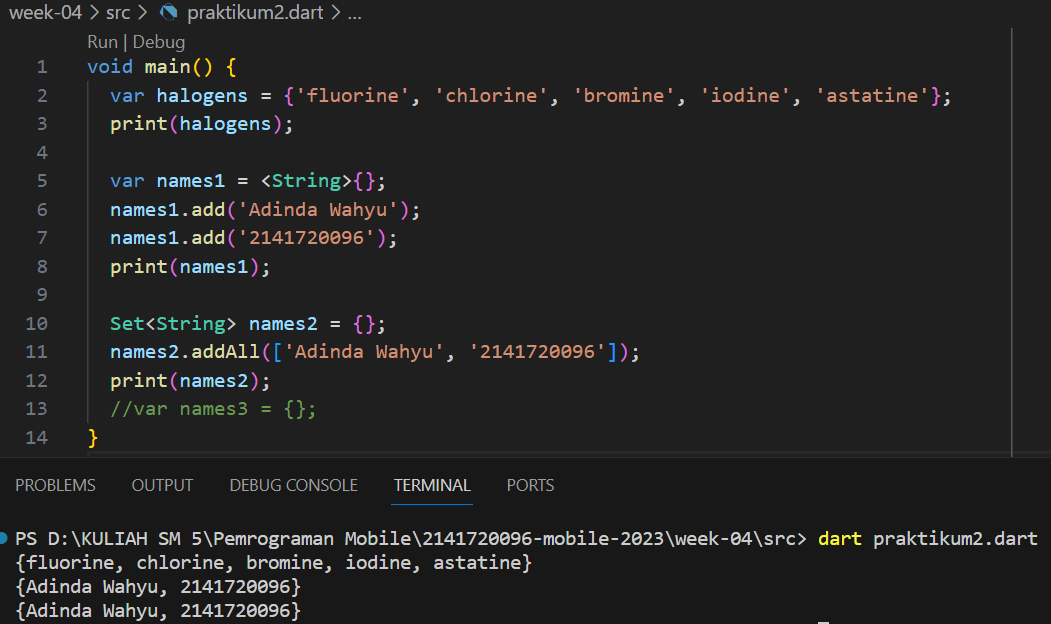 week-04 > src > praktikum2.dart > ...
Run | Debug
1 void main() {
2   var halogens = {'fluorine', 'chlorine', 'bromine', 'iodine', 'astatine'};
3   print(halogens);
4
5   var names1 = <String>{};
6   names1.add('Adinda Wahyu');
7   names1.add('2141720096');
8   print(names1);
9
10   Set<String> names2 = {};
11   names2.addAll(['Adinda Wahyu', '2141720096']);
12   print(names2);
13   //var names3 = {};
14 }
PROBLEMS OUTPUT DEBUG CONSOLE TERMINAL PORTS
PS D:\KULIAH SM 5\Pemrograman Mobile\2141720096-mobile-2023\week-04\src> dart praktikum2.dart
{fluorine, chlorine, bromine, iodine, astatine}
{Adinda Wahyu, 2141720096}
{Adinda Wahyu, 2141720096}